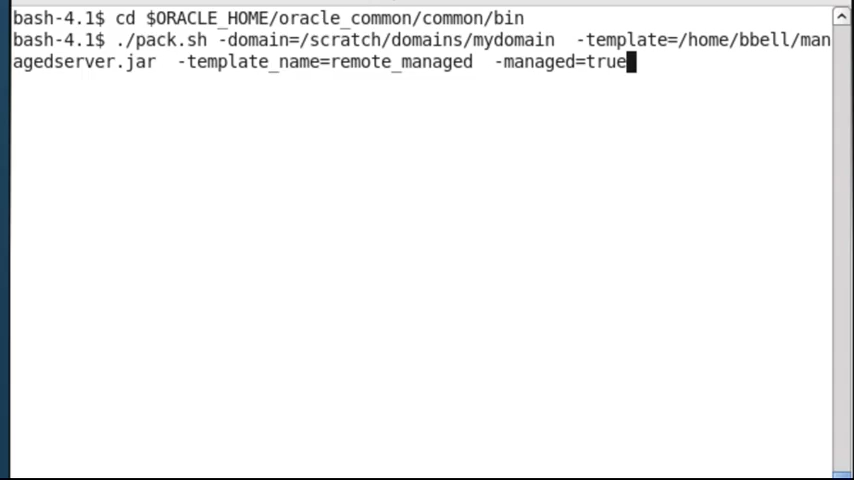 bash-4.1$ cd $ORACLE_HOME/oracle_common/common/bin
bash-4.1$ ./pack.sh -domain=/scratch/domains/mydomain  -template=/home/bbell/man
agedserver.jar  -template_name=remote_managed  -managed=true